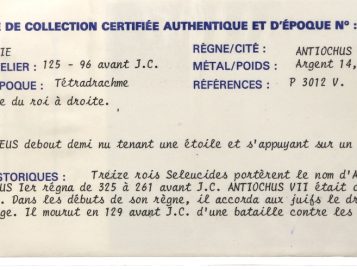 E DE COLLECTION CERTIFIÉE AUTHENTIQUE ET D'ÉPOQUE Nº :
IE RÈGNE/CITÉ : ANTIOCHUS
ELIER : 125 - 96 avant J.C. MÉTAL/POIDS : Argent 14,
ÉPOQUE : Tétradrachme RÉFÉRENCES : P 3012 V.
e du roi à droite.
EUS debout demi nu tenant une étoile et s'appuyant sur un
STORIQUES : Treize rois Seleucides portèrent le nom d'A
US Ier régna de 325 à 261 avant J.C. ANTIOCHUS VII était
. Dans les débuts de son règne, il accorda aux juifs le dr
ge. Il mourut en 129 avant J.C. d'une bataille contre les